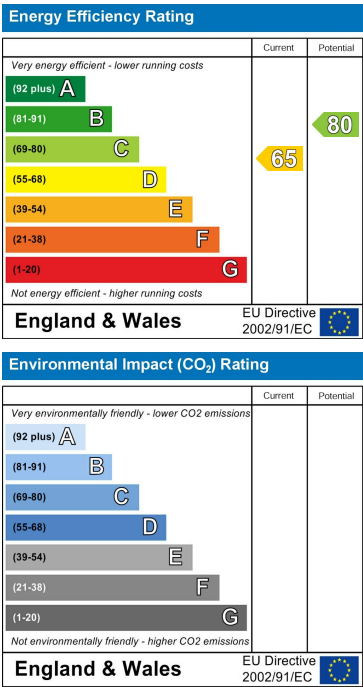 Energy Efficiency Rating
Current Potential
Very energy efficient - lower running costs
(92 plus) A
(81-91) B
(69-80) C
(55-68) D
(39-54) E
(21-38) F
(1-20) G
65
80
Not energy efficient - higher running costs
England & Wales
EU Directive
2002/91/EC
Environmental Impact (CO₂) Rating
Current Potential
Very environmentally friendly - lower CO2 emissions
(92 plus) A
(81-91) B
(69-80) C
(55-68) D
(39-54) E
(21-38) F
(1-20) G
Not environmentally friendly - higher CO2 emissions
England & Wales
EU Directive
2002/91/EC